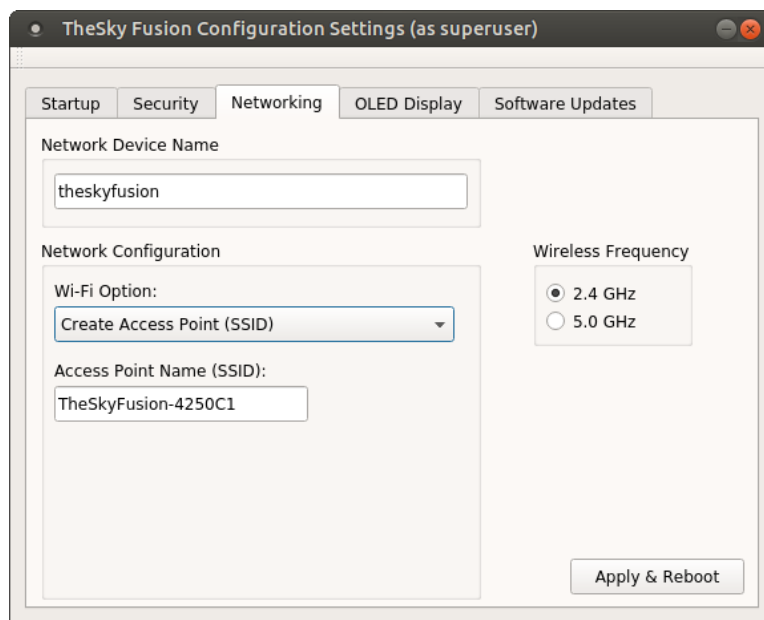 TheSky Fusion Configuration Settings (as superuser)
Startup Security Networking OLED Display Software Updates
Network Device Name
theskyfusion
Network Configuration
Wi-Fi Option:
Create Access Point (SSID)
Access Point Name (SSID):
TheSkyFusion-4250C1
Wireless Frequency
2.4 GHz
5.0 GHz
Apply & Reboot